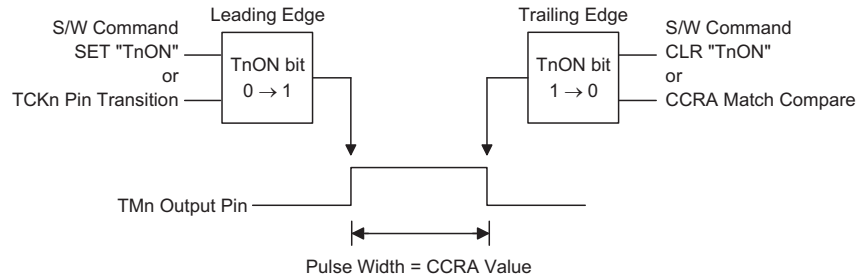 Leading Edge
S/W Command
SET "TnON"
or
TCKn Pin Transition
TnON bit
0 → 1
Trailing Edge
TnON bit
1 → 0
S/W Command
CLR "TnON"
or
CCRA Match Compare
TMn Output Pin
Pulse Width = CCRA Value